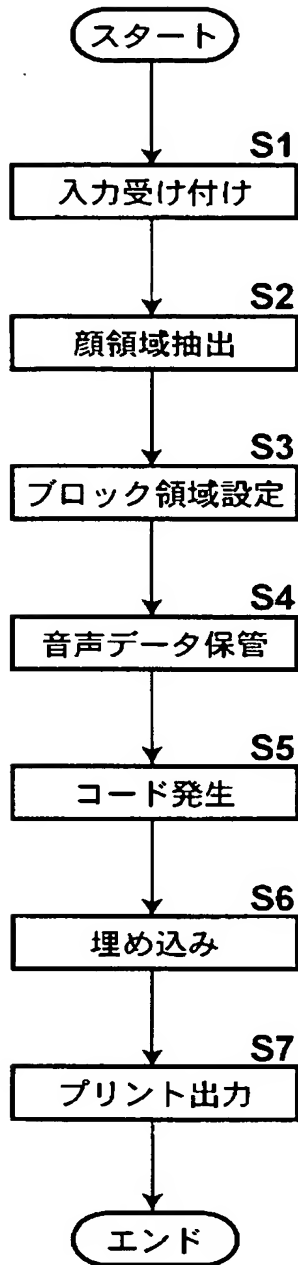 スタート
S1
入力受け付け
S2
顔領域抽出
S3
ブロック領域設定
S4
音声データ保管
S5
コード発生
S6
埋め込み
S7
プリント出力
エンド